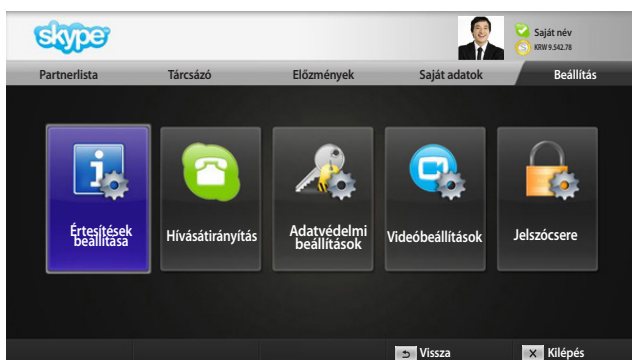 skype
Saját név
KRW 9.542.78
Partnerlista Tárcsázó Előzmények Saját adatok Beállítás
Értesítések
beállítása
Hívásátirányítás
Adatvédelmi
beállítások
Videóbeállítások
Jelszócsere
Vissza Kilépés